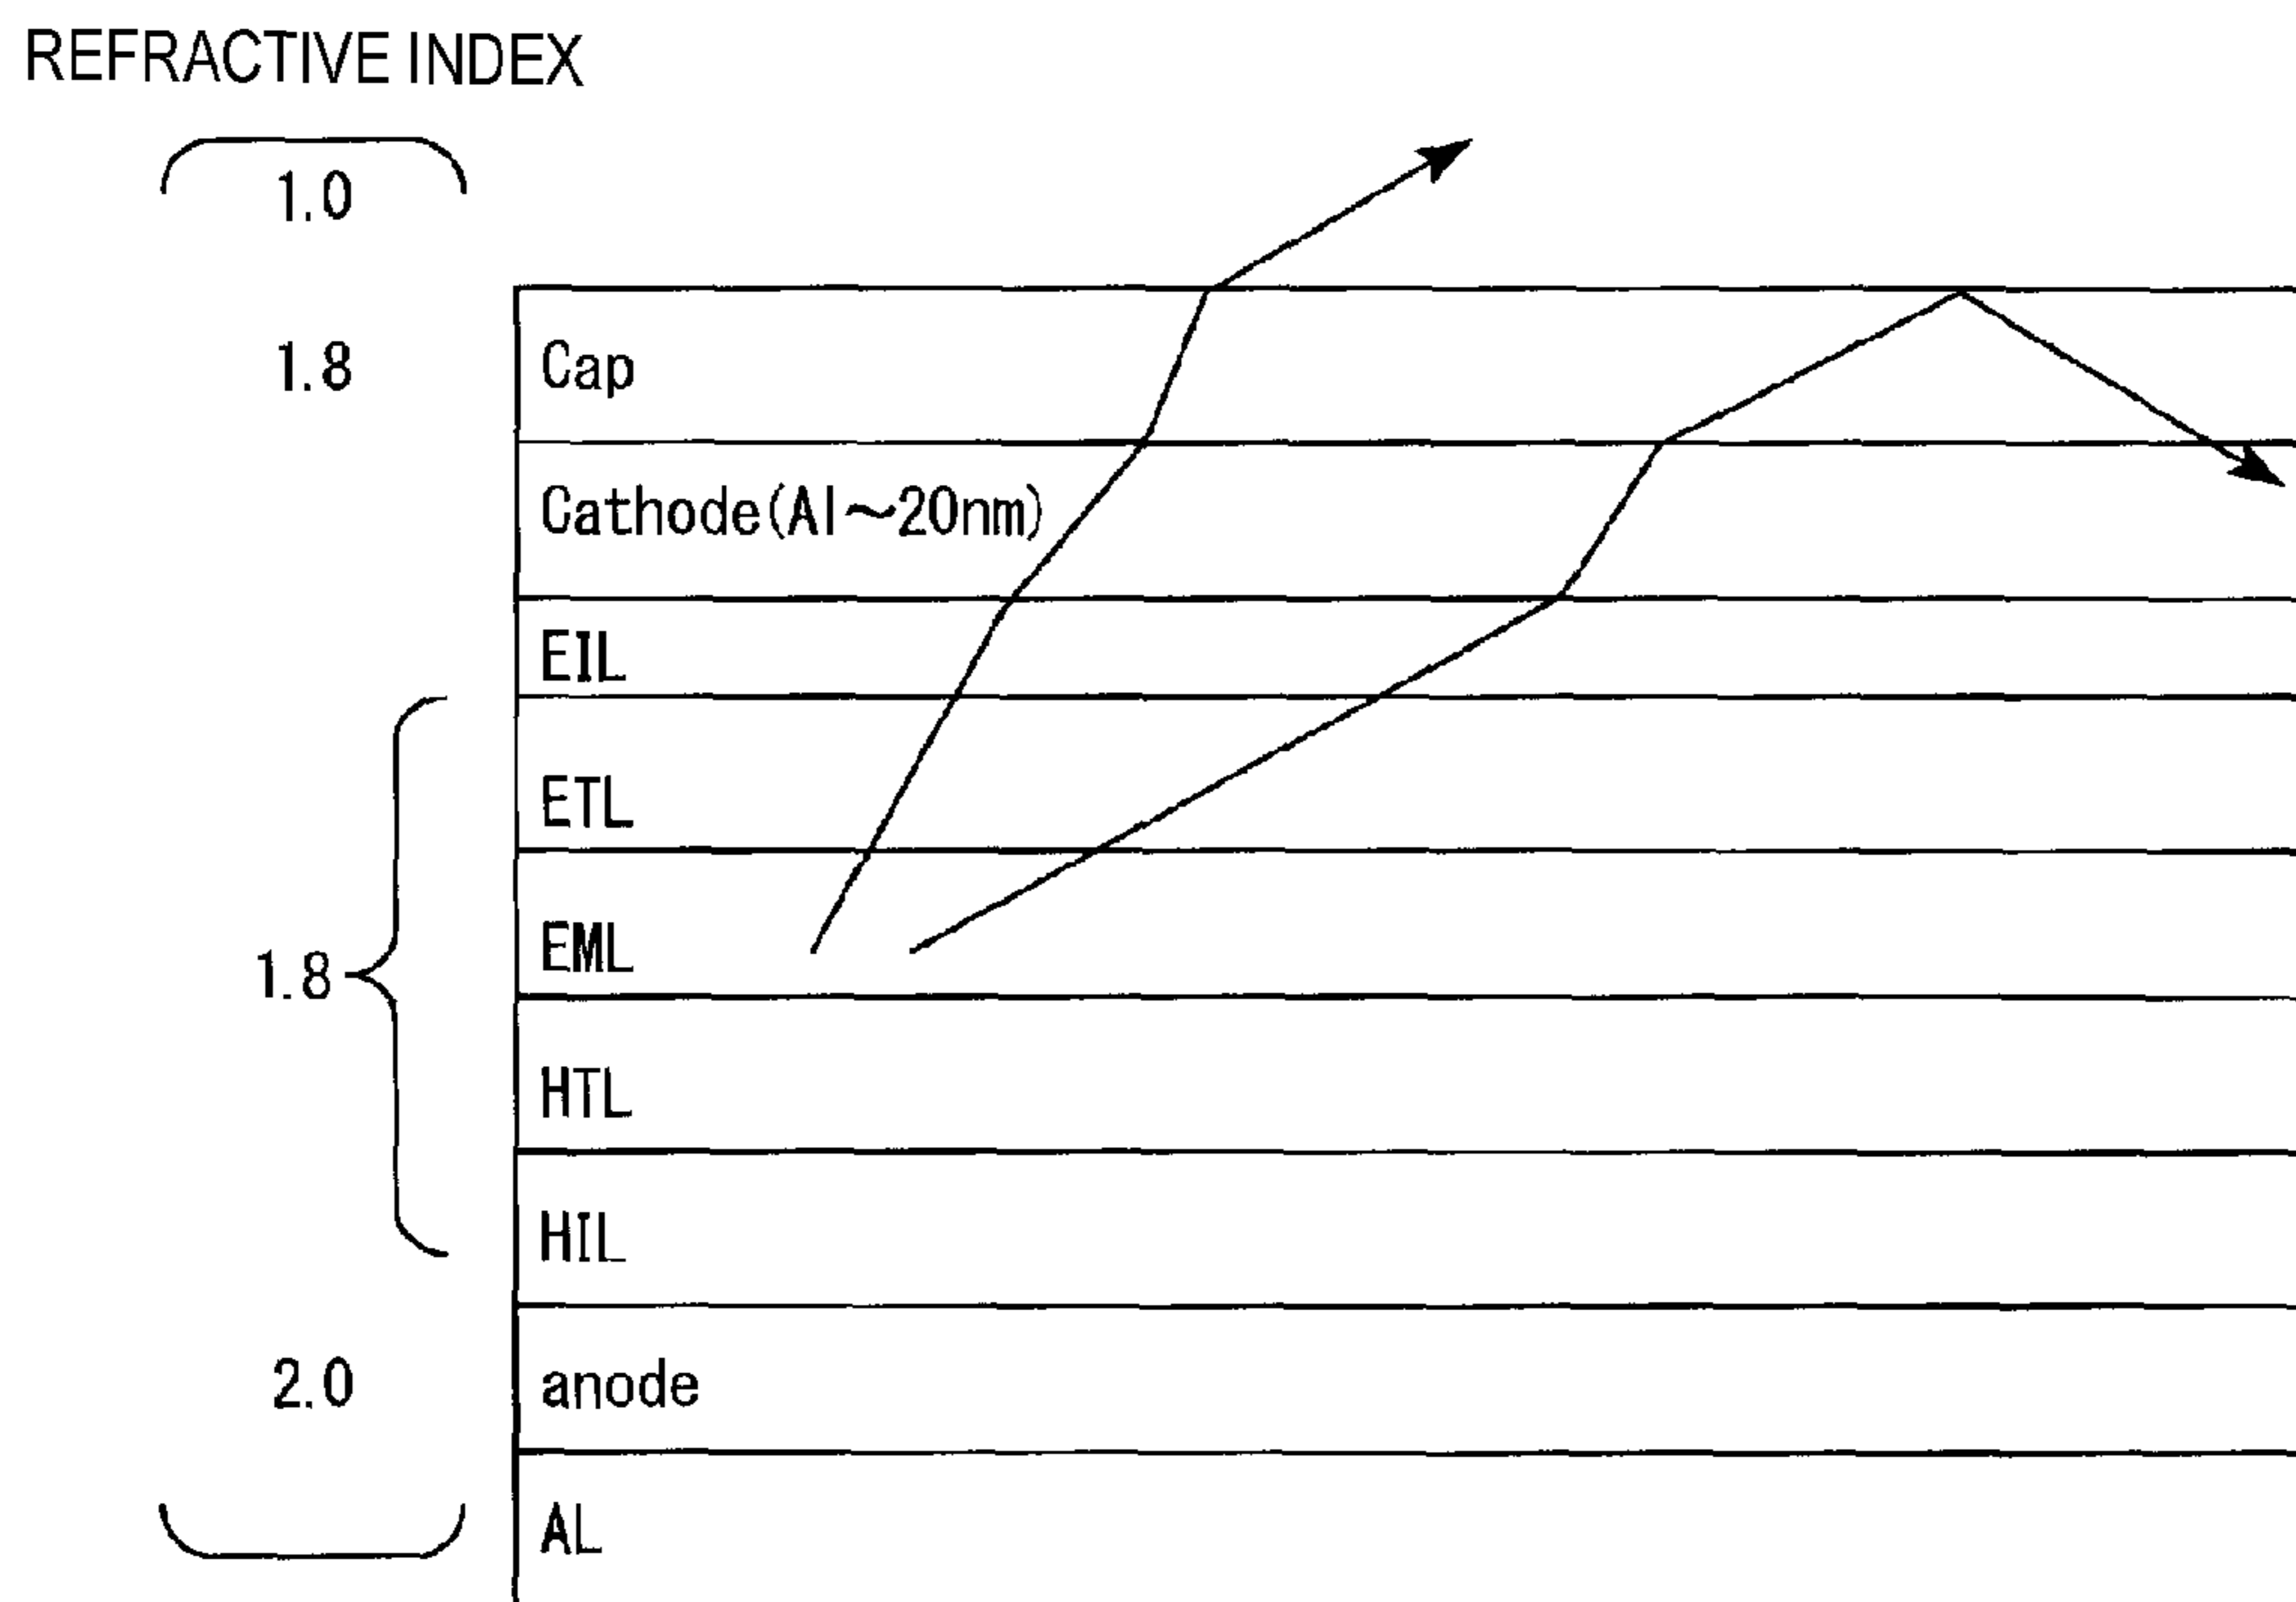 REFRACTIVE INDEX
1.0
1.8 Cap
Cathode(Al~20nm)
EIL
ETL
1.8 EML
HTL
HIL
2.0 anode
AL